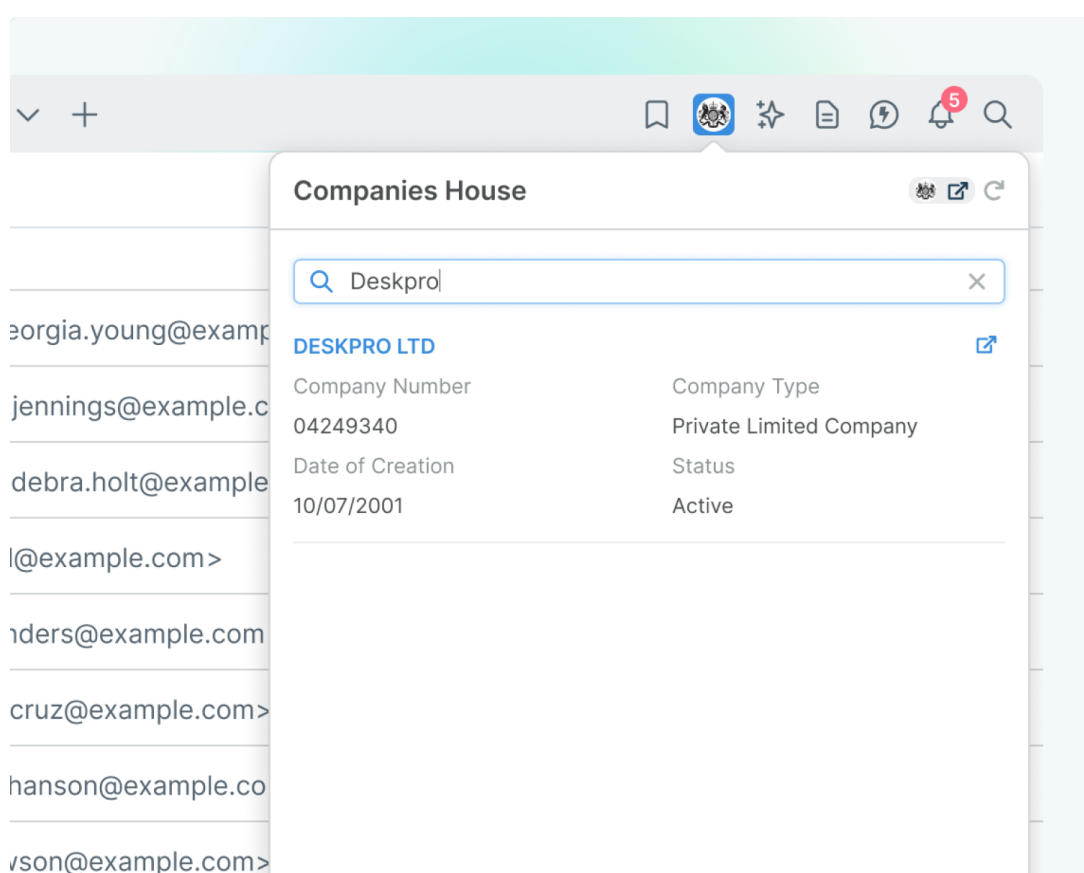 5
Companies House
Deskpro
DESKPRO LTD
Company Number Company Type
04249340 Private Limited Company
Date of Creation Status
10/07/2001 Active
eorgia.young@examp
jennings@example.c
debra.holt@example
@example.com>
nders@example.com
cruz@example.com>
hanson@example.co
wson@example.com>